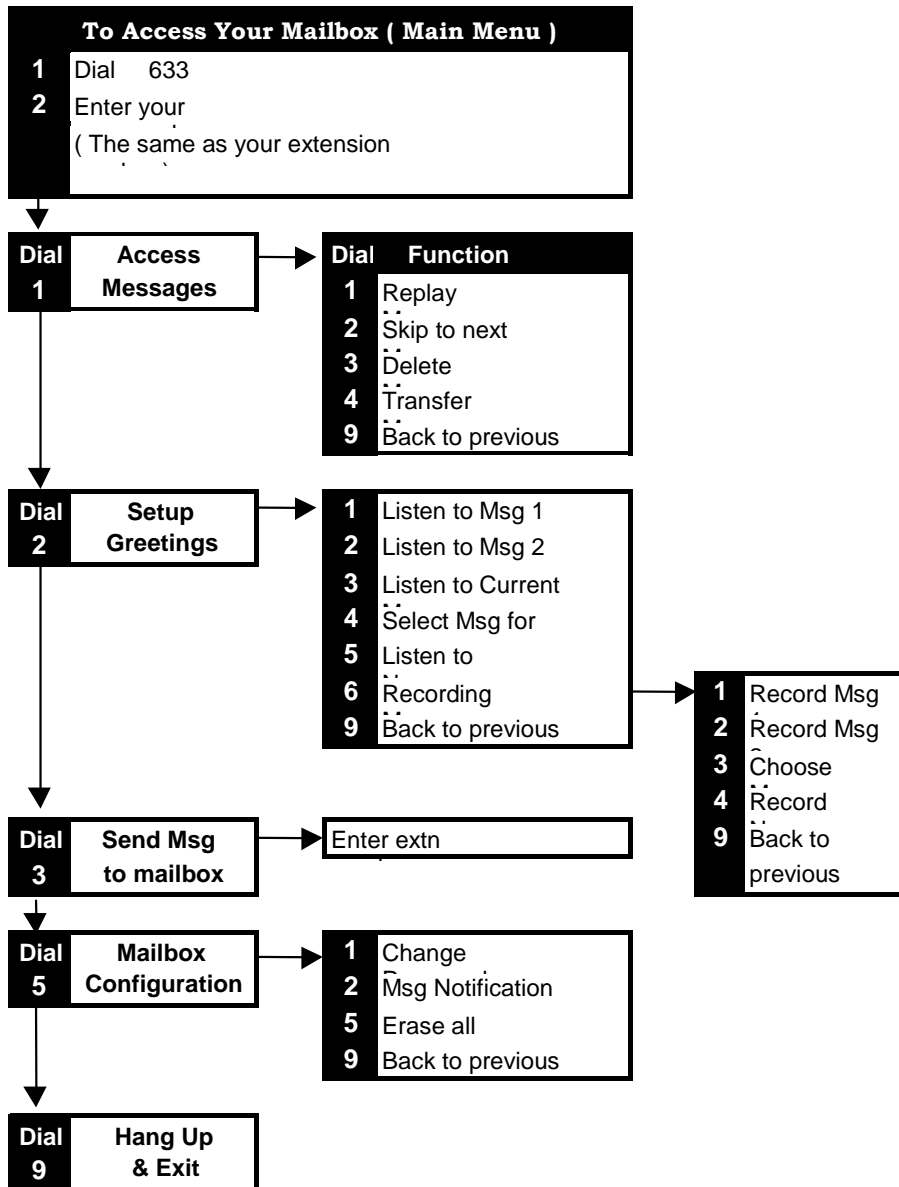 To Access Your Mailbox ( Main Menu )
1 Dial 633
2 Enter your
( The same as your extension
Dial 1 Access Messages
Dial Function
1 Replay
2 Skip to next
3 Delete
4 Transfer
9 Back to previous
Dial 2 Setup Greetings
1 Listen to Msg 1
2 Listen to Msg 2
3 Listen to Current
4 Select Msg for
5 Listen to
6 Recording
9 Back to previous
1 Record Msg
2 Record Msg
3 Choose
4 Record
9 Back to
previous
Dial 3 Send Msg to mailbox
Enter extn
Dial 5 Mailbox Configuration
1 Change
2 Msg Notification
5 Erase all
9 Back to previous
Dial 9 Hang Up & Exit